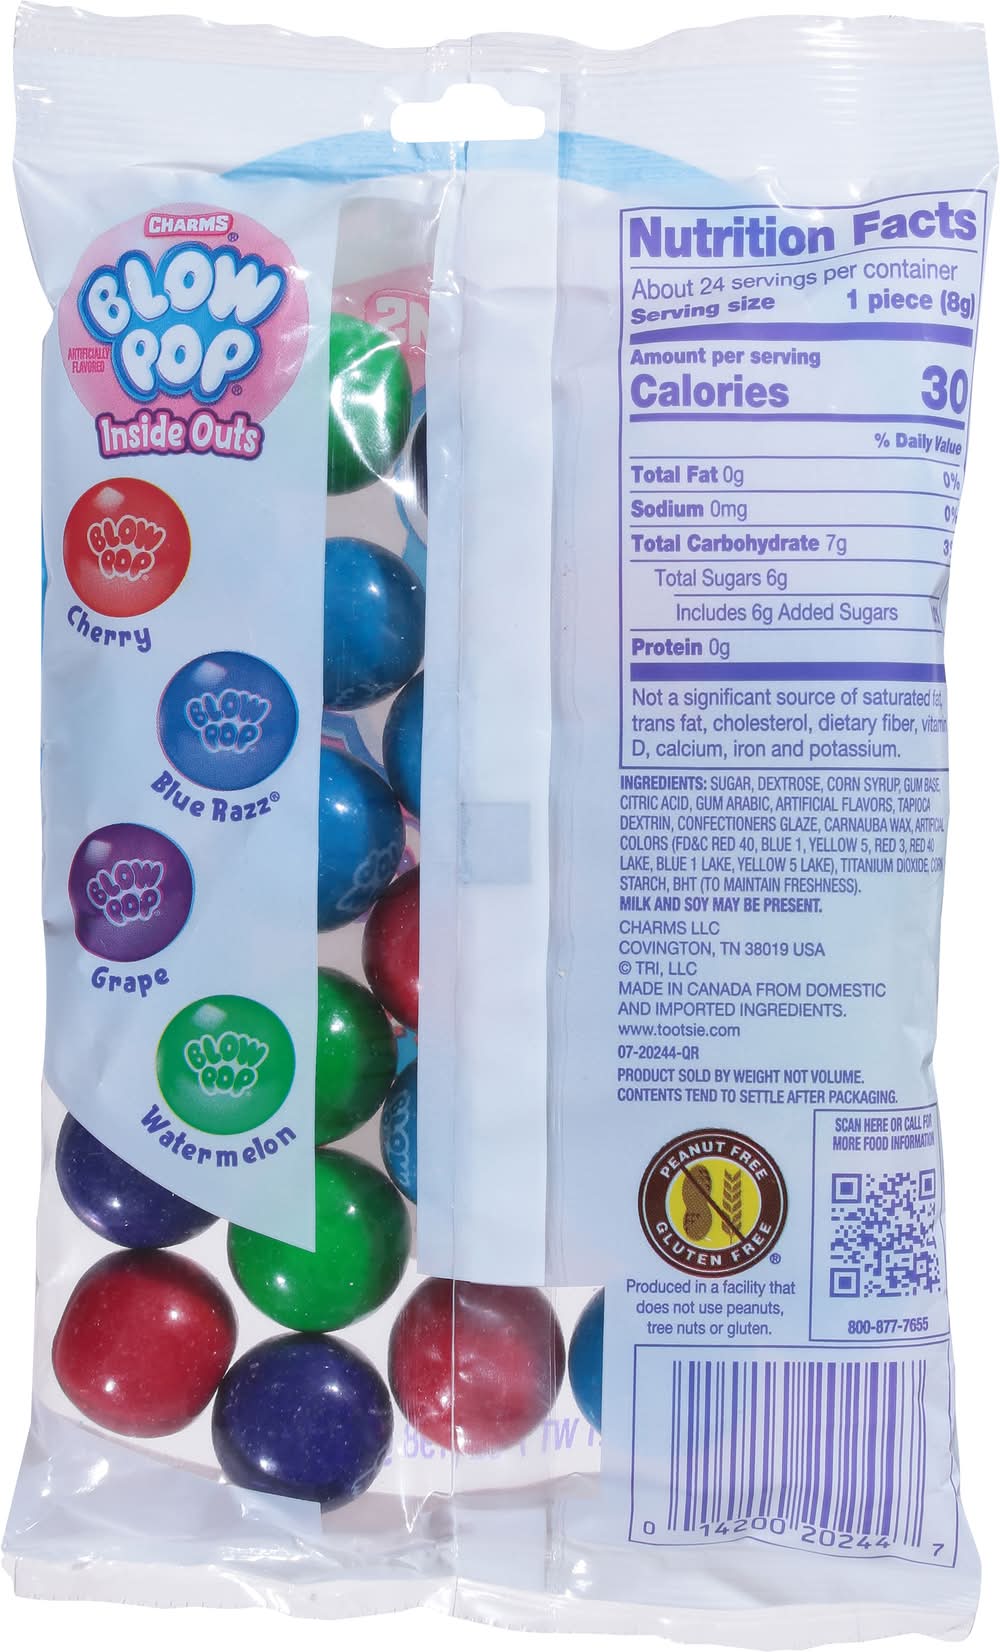 CHARMS®
BLOW
POP®
ARTIFICIALLY
FLAVORED
Inside Outs
BLOW
POP®
Cherry
BLOW
POP®
Blue Razz®
BLOW
POP®
Grape
BLOW
POP®
Watermelon
Nutrition Facts
About 24 servings per container
Serving size 1 piece (8g)
Amount per serving
Calories 30
% Daily Value
Total Fat 0g 0%
Sodium 0mg 0%
Total Carbohydrate 7g
Total Sugars 6g
Includes 6g Added Sugars
Protein 0g
Not a significant source of saturated fat,
trans fat, cholesterol, dietary fiber, vitamin
D, calcium, iron and potassium.
INGREDIENTS: SUGAR, DEXTROSE, CORN SYRUP, GUM BASE,
CITRIC ACID, GUM ARABIC, ARTIFICIAL FLAVORS, TAPIOCA
DEXTRIN, CONFECTIONERS GLAZE, CARNAUBA WAX, ARTIFICIAL
COLORS (FD&C RED 40, BLUE 1, YELLOW 5, RED 3, RED 40
LAKE, BLUE 1 LAKE, YELLOW 5 LAKE), TITANIUM DIOXIDE, CORN
STARCH, BHT (TO MAINTAIN FRESHNESS).
MILK AND SOY MAY BE PRESENT.
CHARMS LLC
COVINGTON, TN 38019 USA
© TRI, LLC
MADE IN CANADA FROM DOMESTIC
AND IMPORTED INGREDIENTS.
www.tootsie.com
07-20244-QR
PRODUCT SOLD BY WEIGHT NOT VOLUME.
CONTENTS TEND TO SETTLE AFTER PACKAGING.
SCAN HERE OR CALL FOR
MORE FOOD INFORMATION
800-877-7655
PEANUT FREE
GLUTEN FREE®
Produced in a facility that
does not use peanuts,
tree nuts or gluten.
0 14200 20244 7